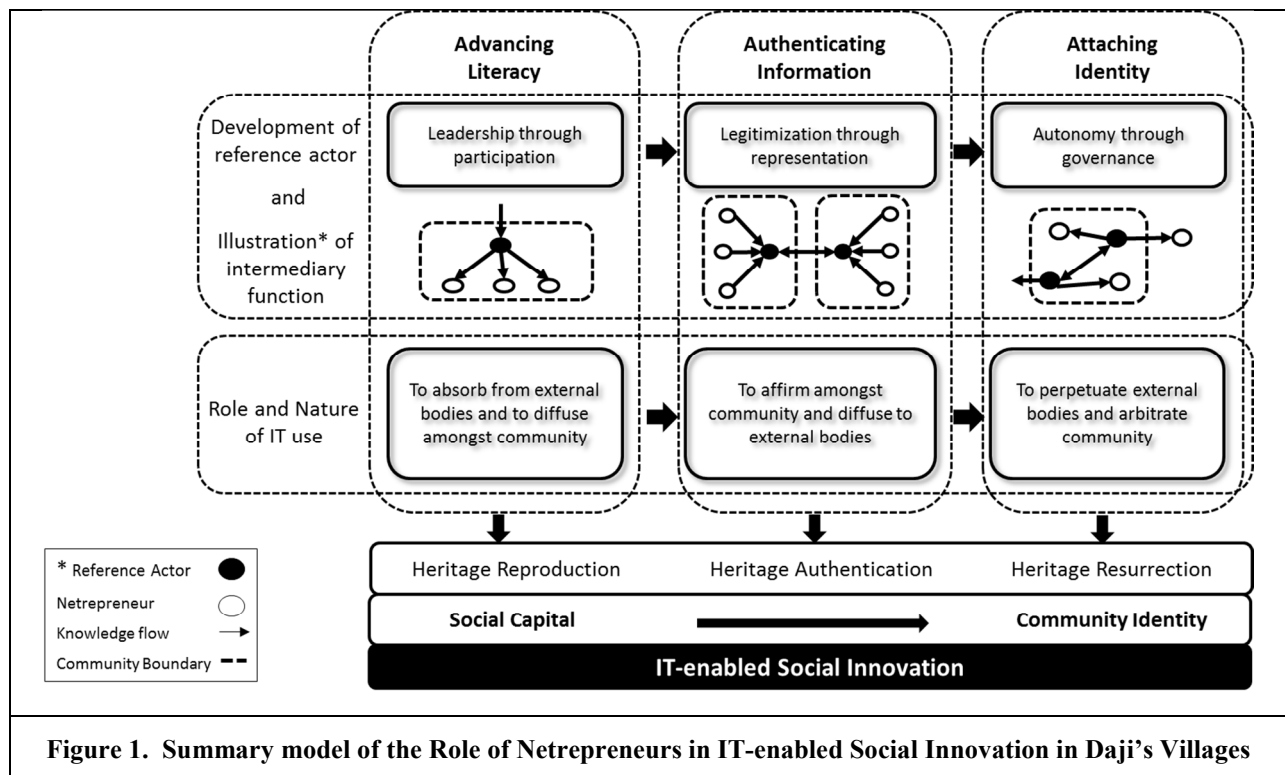 Advancing
Literacy
Authenticating
Information
Attaching
Identity
Development of
reference actor
and
Illustration* of
intermediary
function
Leadership through
participation
Legitimization through
representation
Autonomy through
governance
Role and Nature
of IT use
To absorb from external
bodies and to diffuse
amongst community
To affirm amongst
community and diffuse to
external bodies
To perpetuate external
bodies and arbitrate
community
* Reference Actor
Netrepreneur
Knowledge flow
Community Boundary
Heritage Reproduction
Heritage Authentication
Heritage Resurrection
Social Capital
Community Identity
IT-enabled Social Innovation
Figure 1. Summary model of the Role of Netrepreneurs in IT-enabled Social Innovation in Daji's Villages